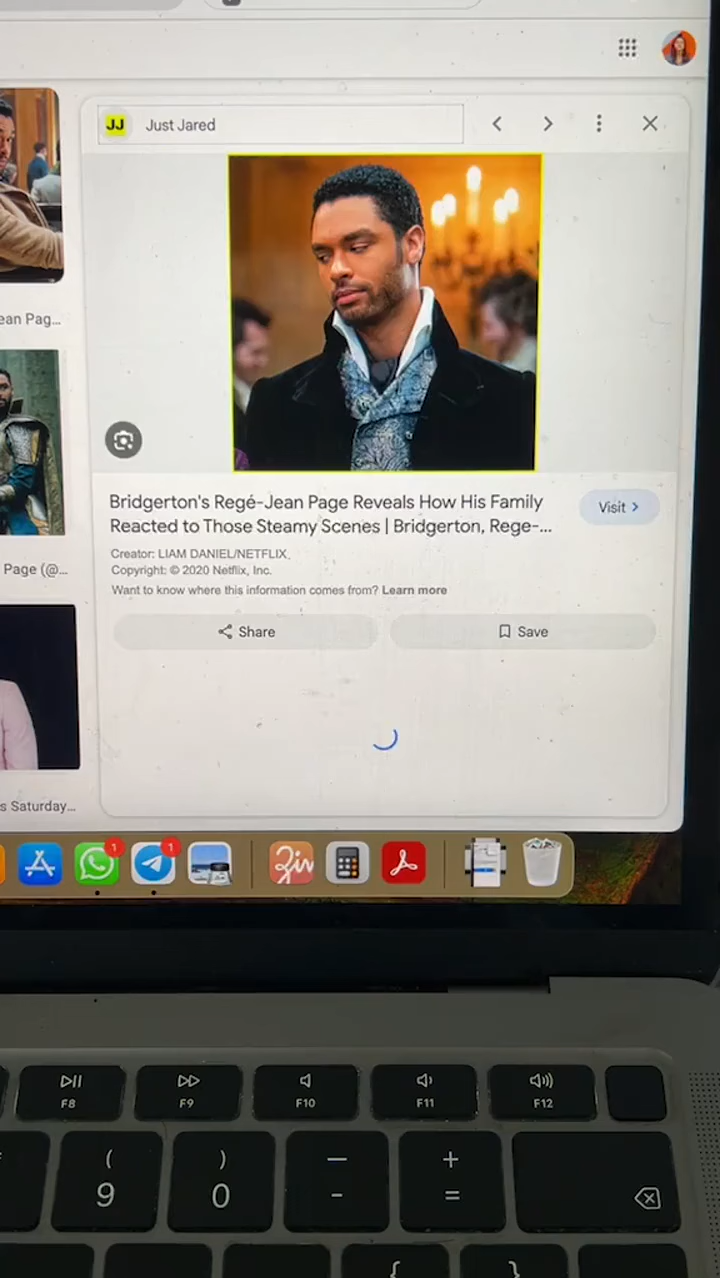 JJ Just Jared
ean Pag...
Bridgerton's Regé-Jean Page Reveals How His Family
Reacted to Those Steamy Scenes | Bridgerton, Rege-...
Visit >
Creator: LIAM DANIEL/NETFLIX
Copyright: © 2020 Netflix, Inc.
Want to know where this information comes from? Learn more
Page (@...
Share
Save
s Saturday...
1
1
F8
F9
F10
F11
F12
(
9
)
0
—
-
+
=
{
}